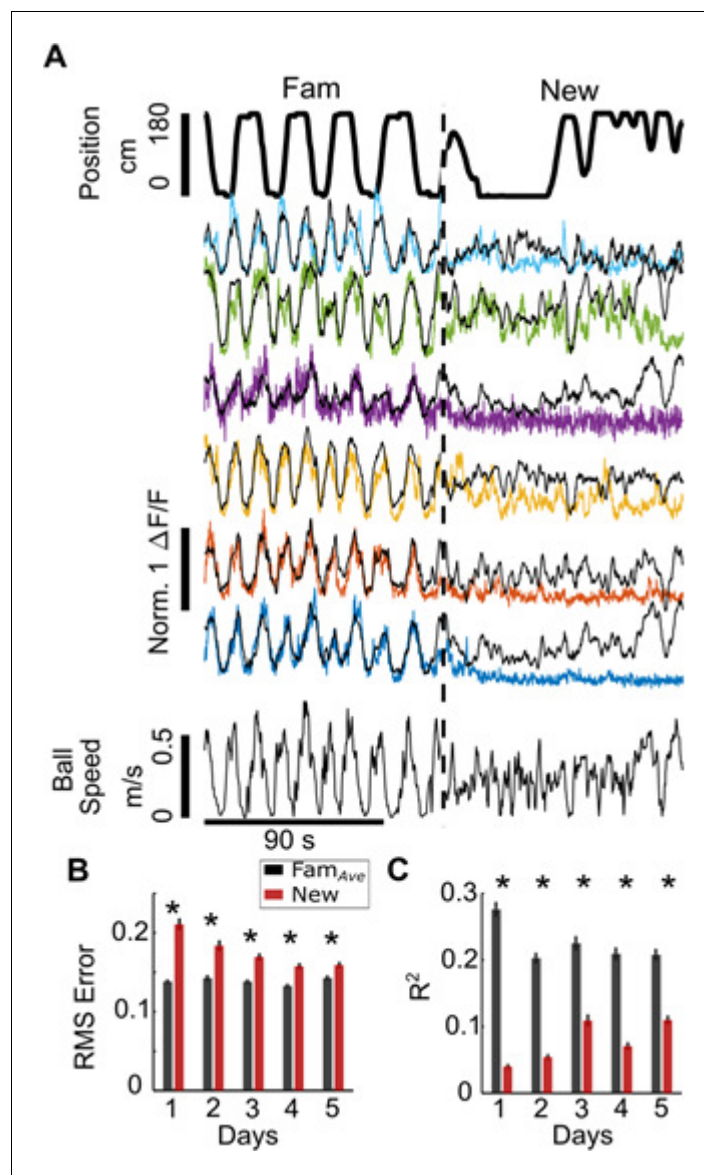 A
Fam New
Position
cm
0 180
Norm. 1 ΔF/F
Ball
Speed
m/s
0 0.5
90 s
B
Fam Ave
New
RMS Error
0.2
0.1
0
* * * * *
1 2 3 4 5
Days
C
R²
0.3
0.2
0.1
0
* * * * *
1 2 3 4 5
Days